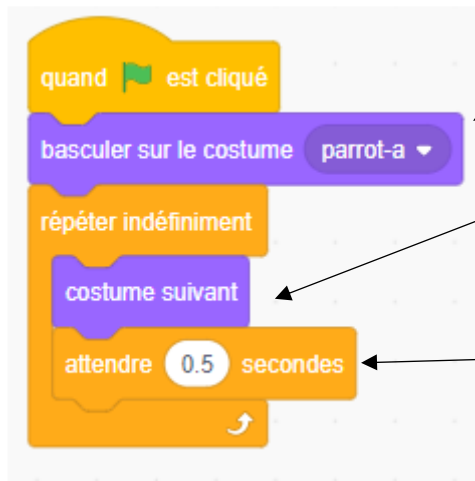 quand est cliqué
basculer sur le costume parrot-a
répéter indéfiniment
costume suivant
attendre 0.5 secondes